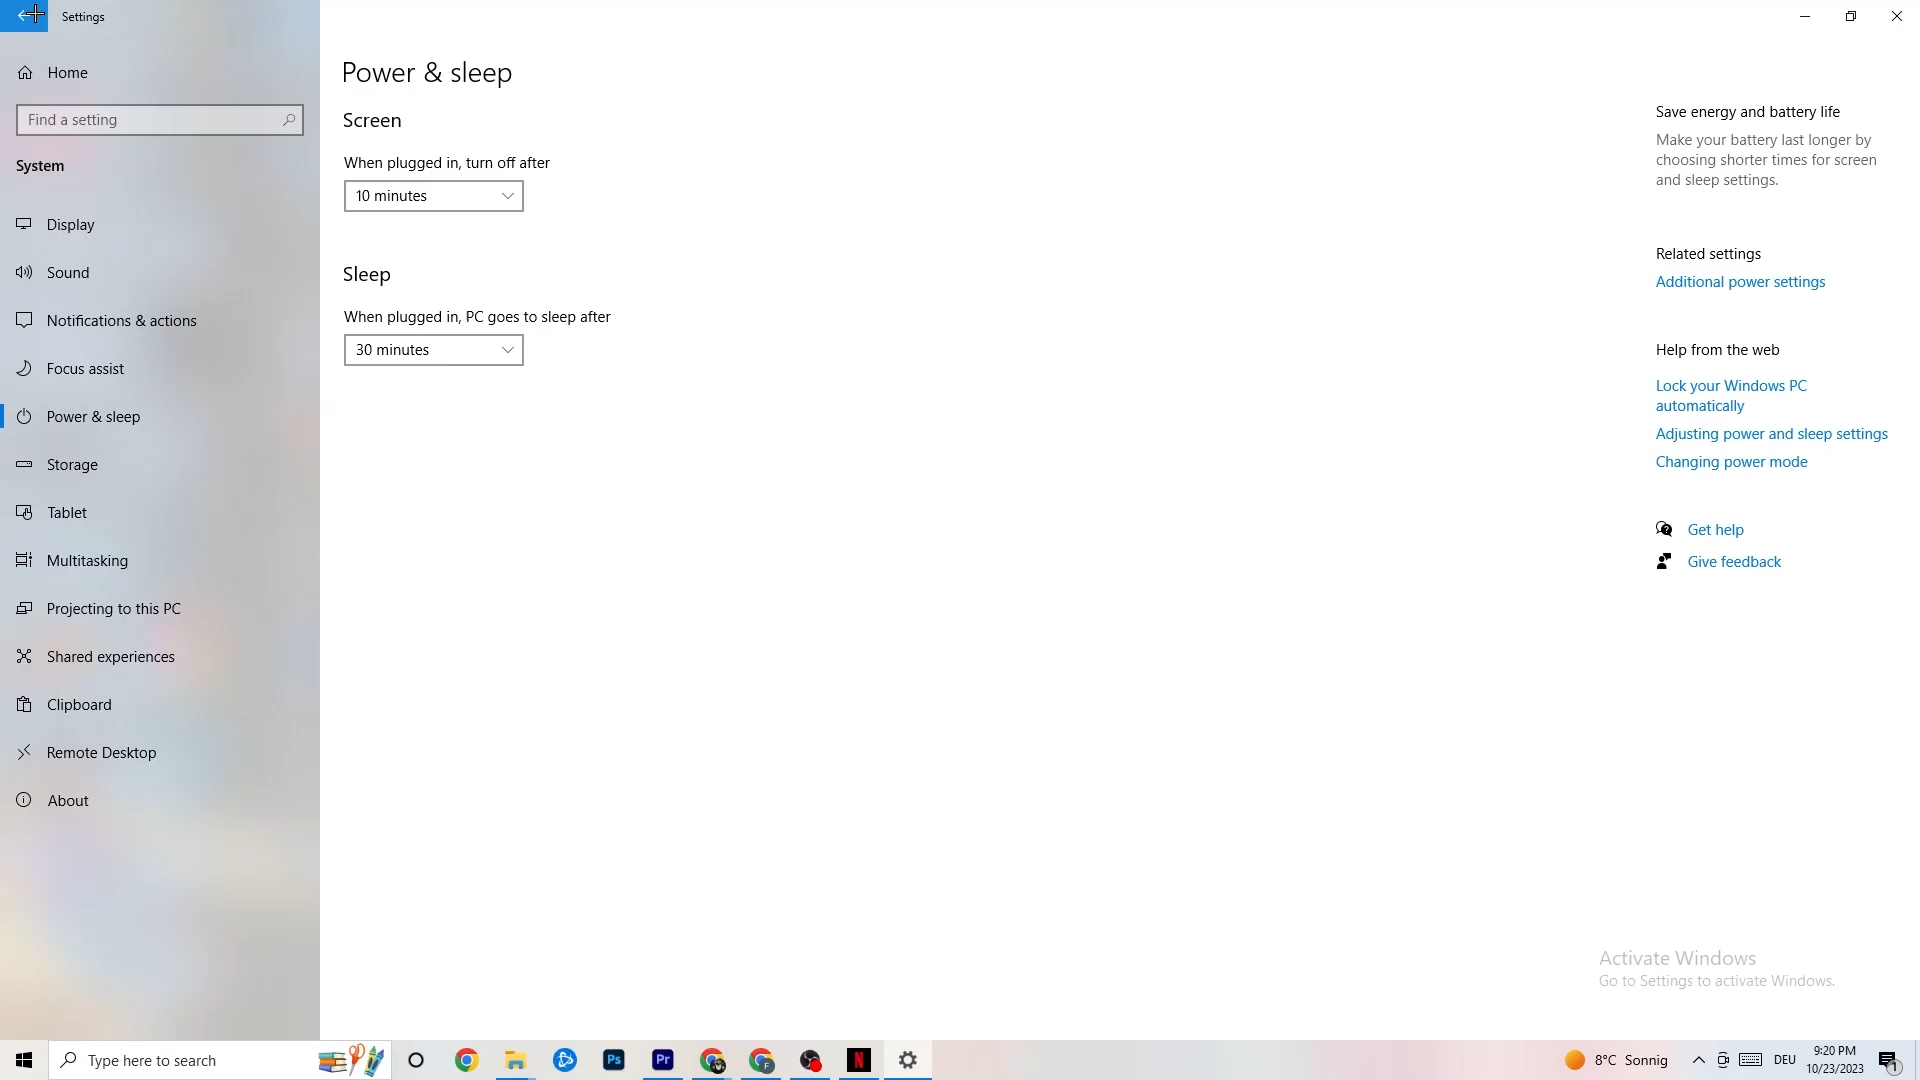 Settings
Home
Find a setting
System
Display
Sound
Notifications & actions
Focus assist
Power & sleep
Storage
Tablet
Multitasking
Projecting to this PC
Shared experiences
Clipboard
Remote Desktop
About
Power & sleep
Screen
When plugged in, turn off after
10 minutes
Sleep
When plugged in, PC goes to sleep after
30 minutes
Save energy and battery life
Make your battery last longer by
choosing shorter times for screen
and sleep settings.
Related settings
Additional power settings
Help from the web
Lock your Windows PC
automatically
Adjusting power and sleep settings
Changing power mode
Get help
Give feedback
Activate Windows
Go to Settings to activate Windows.
Type here to search
Ps
Pr
F
N
8°C Sonnig
DEU
9:20 PM
10/23/2023
1